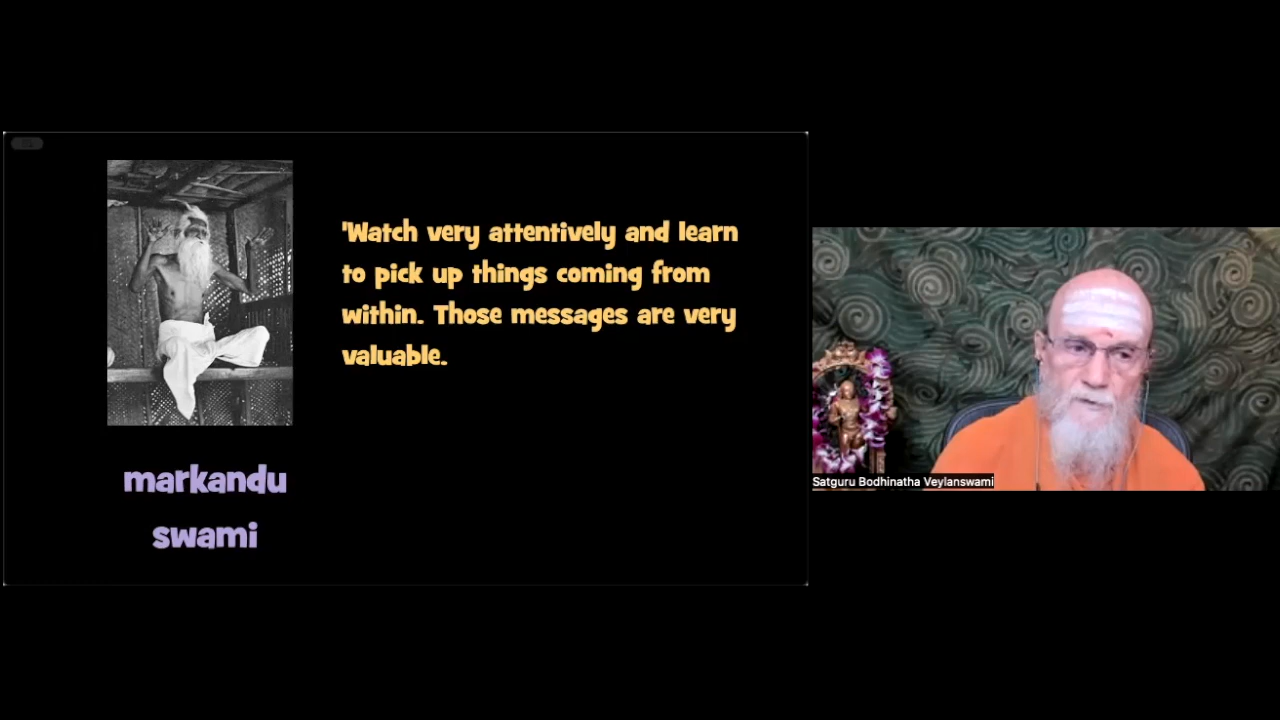 'Watch very attentively and learn
to pick up things coming from
within. Those messages are very
valuable.
markandu
swami
Satguru Bodhinatha Veylanswami